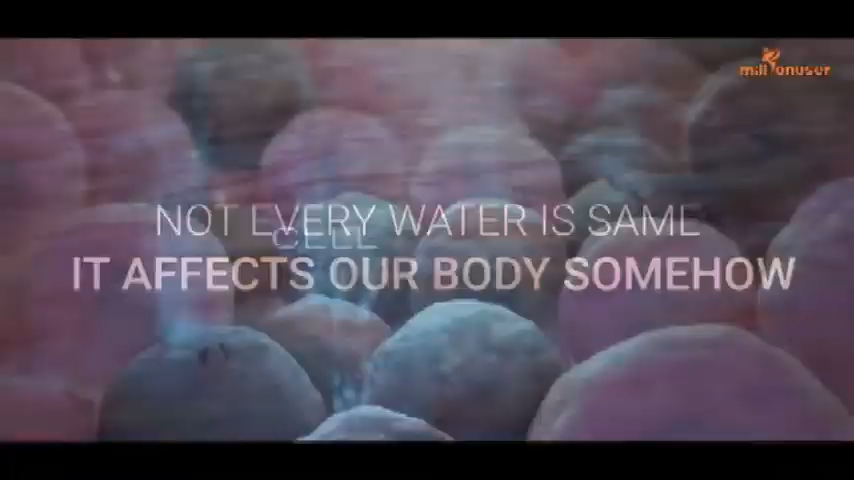 millionuser
NOT EVERY WATER IS SAME
CELL
IT AFFECTS OUR BODY SOMEHOW